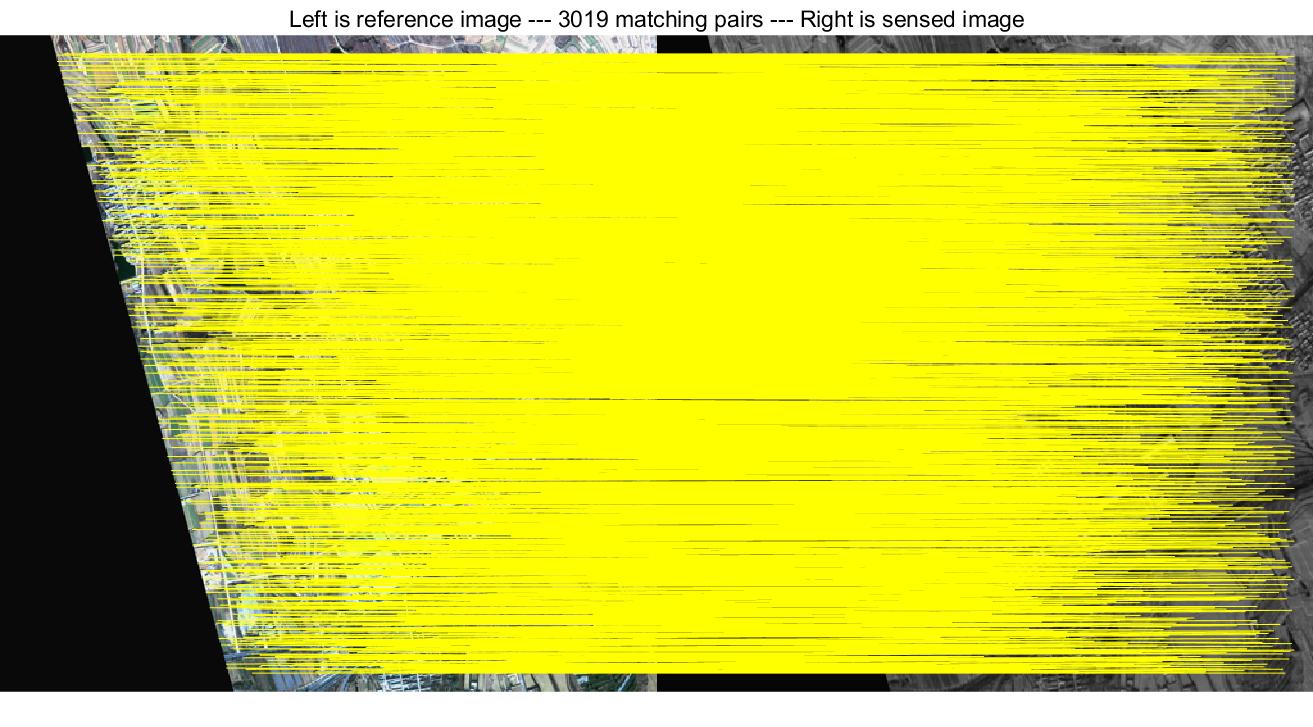 Left is reference image --- 3019 matching pairs --- Right is sensed image